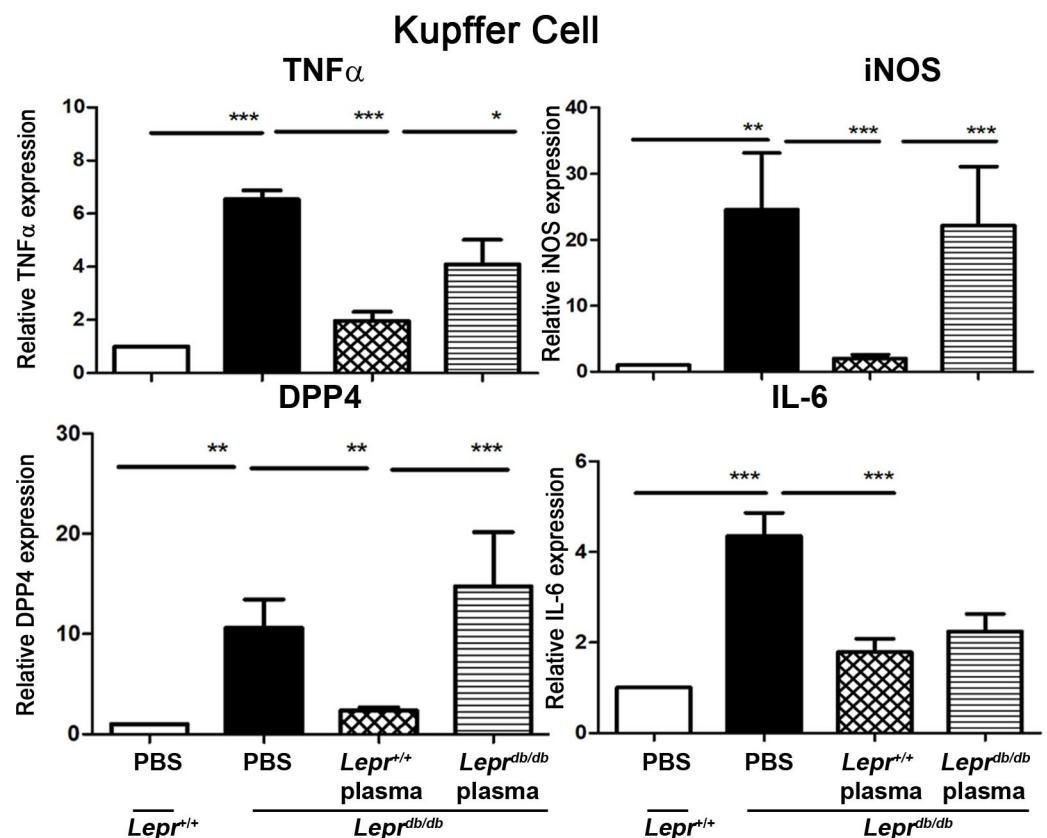 Kupffer Cell
TNFα
iNOS
Relative TNFα expression
10
8
6
4
2
0
***
***
*
Relative iNOS expression
40
30
20
10
0
**
***
***
DPP4
IL-6
Relative DPP4 expression
30
20
10
0
**
**
***
Relative IL-6 expression
6
4
2
0
***
***
PBS
PBS
Lepr+/+
plasma
Leprdb/db
plasma
Lepr+/+
Leprdb/db
PBS
PBS
Lepr+/+
plasma
Leprdb/db
plasma
Lepr+/+
Leprdb/db